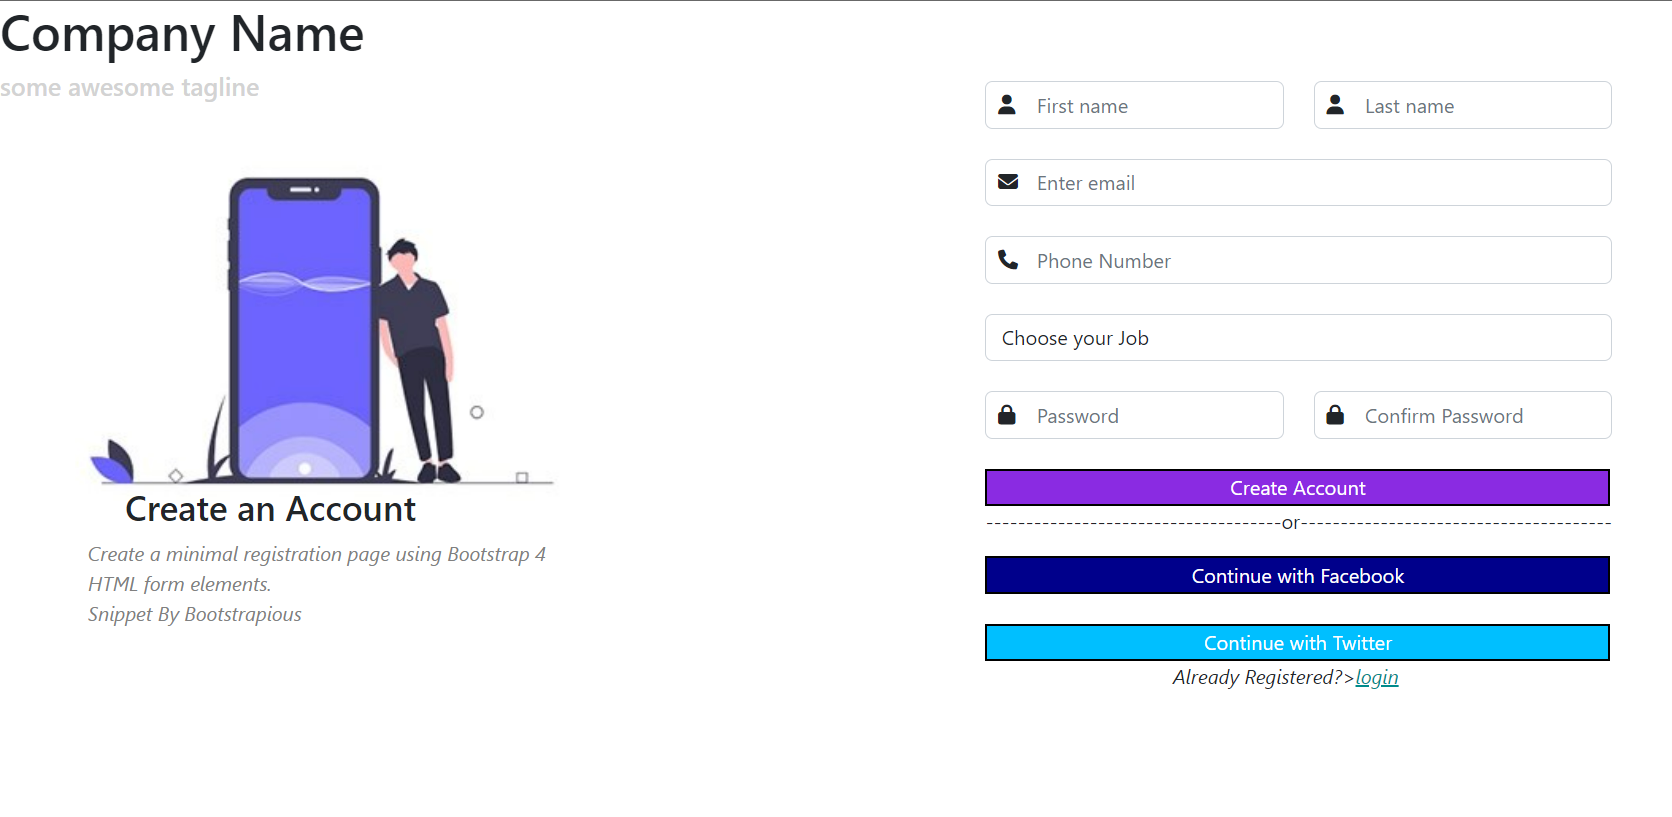 Company Name
some awesome tagline
Create an Account
Create a minimal registration page using Bootstrap 4
HTML form elements.
Snippet By Bootstrapious
First name
Last name
Enter email
Phone Number
Choose your Job
Password
Confirm Password
Create Account
-------------------------------------or---------------------------------------
Continue with Facebook
Continue with Twitter
Already Registered?>login